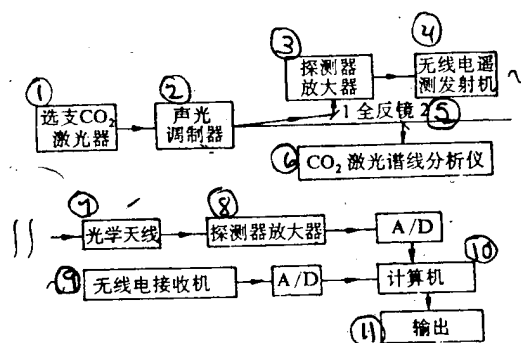 ③
④
探测器
放大器
无线电遥
测发射机
①
②
选支CO₂
激光器
声光
调制器
1 全反镜 2 ⑤
⑥ CO₂ 激光谱线分析仪
⑦
⑧
光学天线
探测器放大器
A/D
⑩
⑨ 无线电接收机
A/D
计算机
⑪
输出